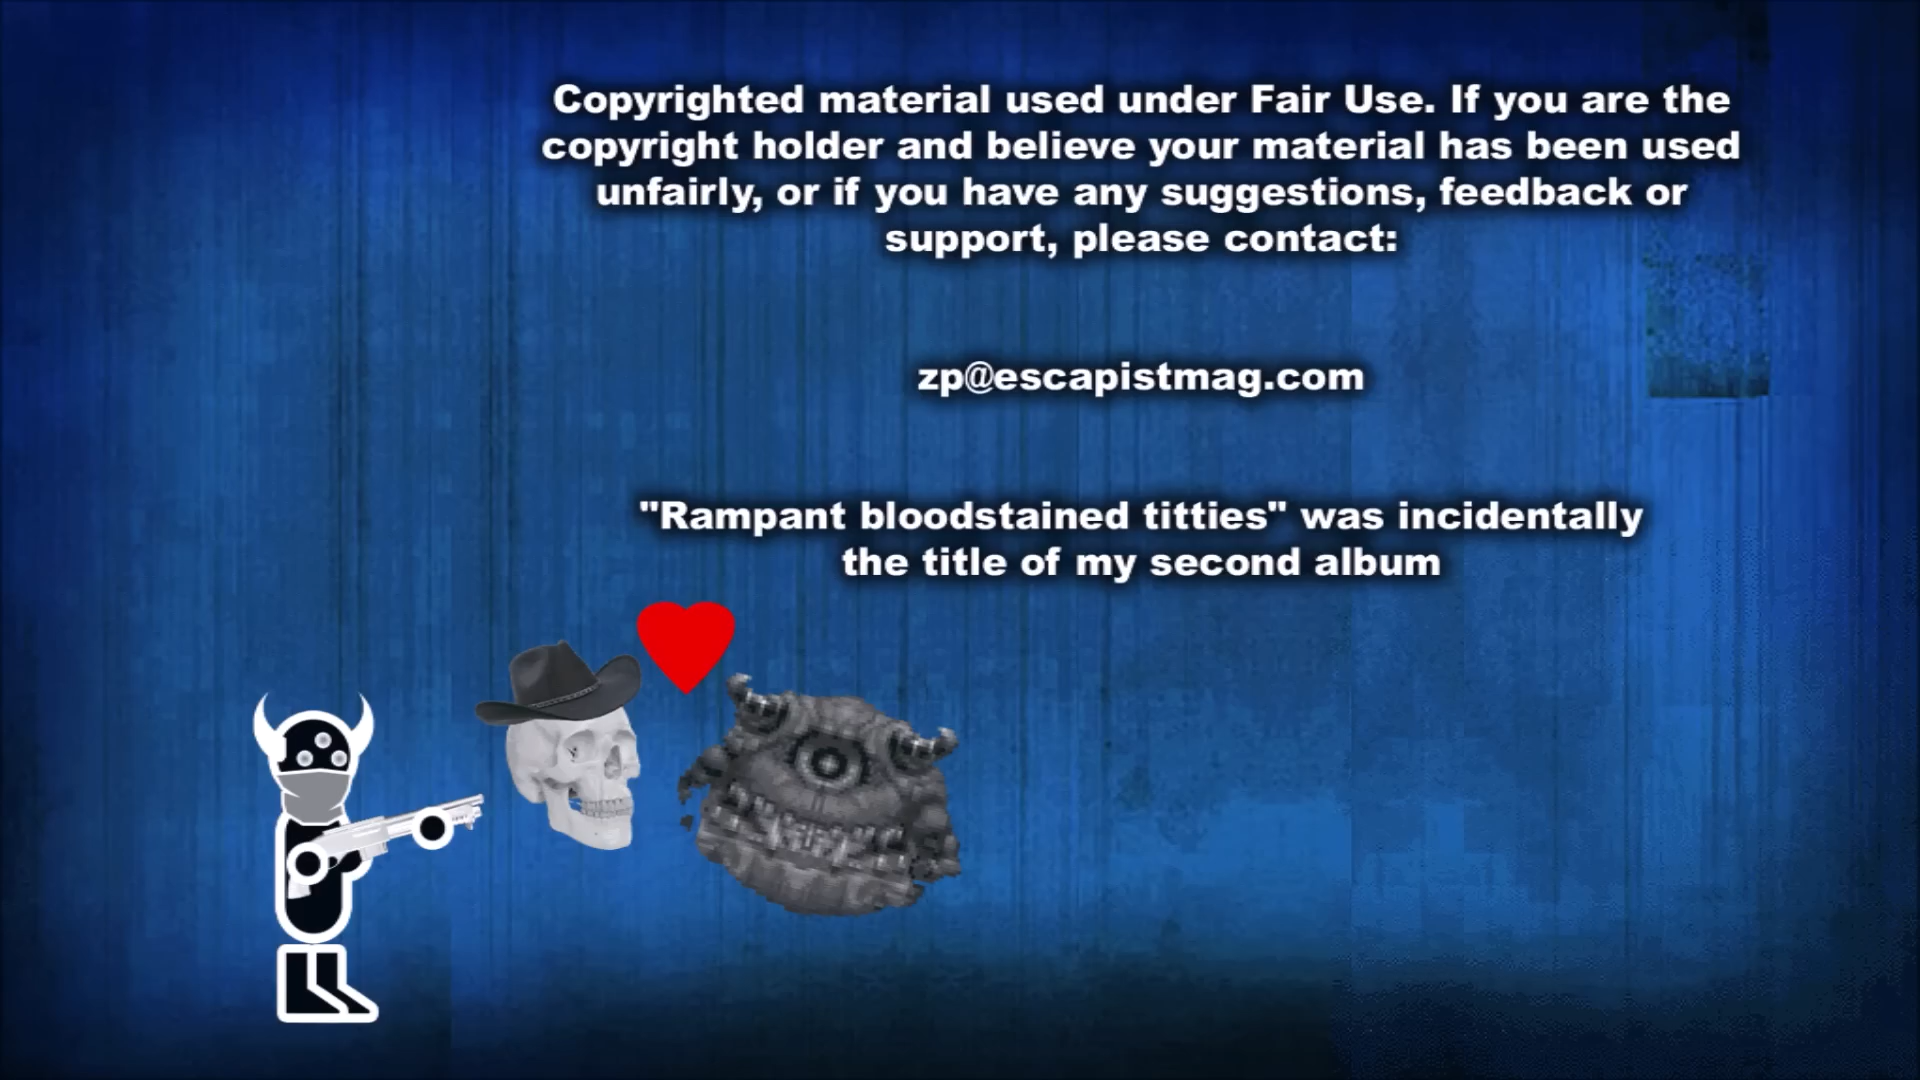 Copyrighted material used under Fair Use. If you are the
copyright holder and believe your material has been used
unfairly, or if you have any suggestions, feedback or
support, please contact:
zp@escapistmag.com
"Rampant bloodstained titties" was incidentally
the title of my second album